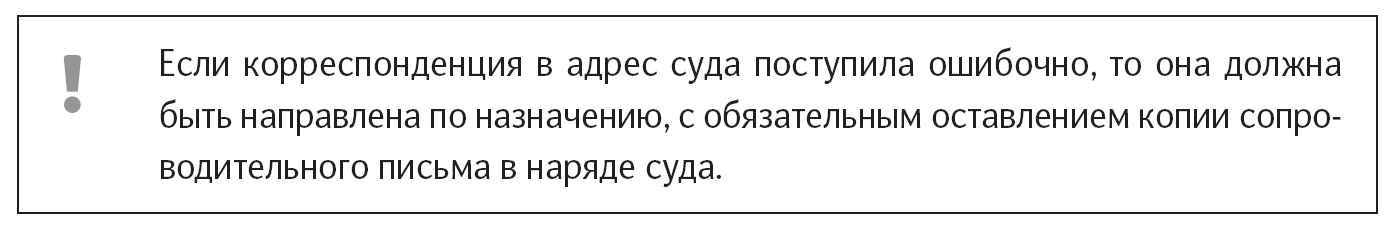 !
Если корреспонденция в адрес суда поступила ошибочно, то она должна
быть направлена по назначению, с обязательным оставлением копии сопро-
водительного письма в наряде суда.